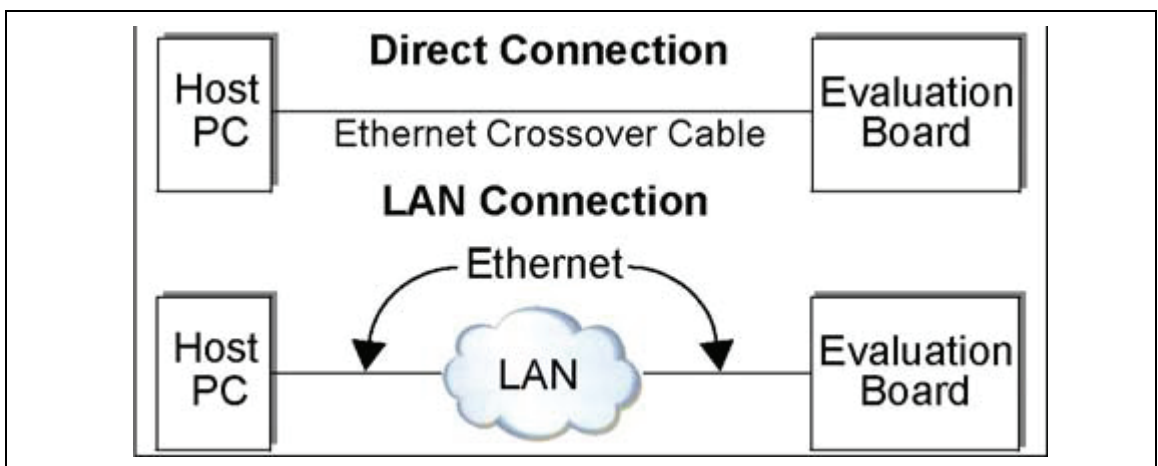 Direct Connection
Host
PC
Ethernet Crossover Cable
Evaluation
Board
LAN Connection
Ethernet
Host
PC
LAN
Evaluation
Board